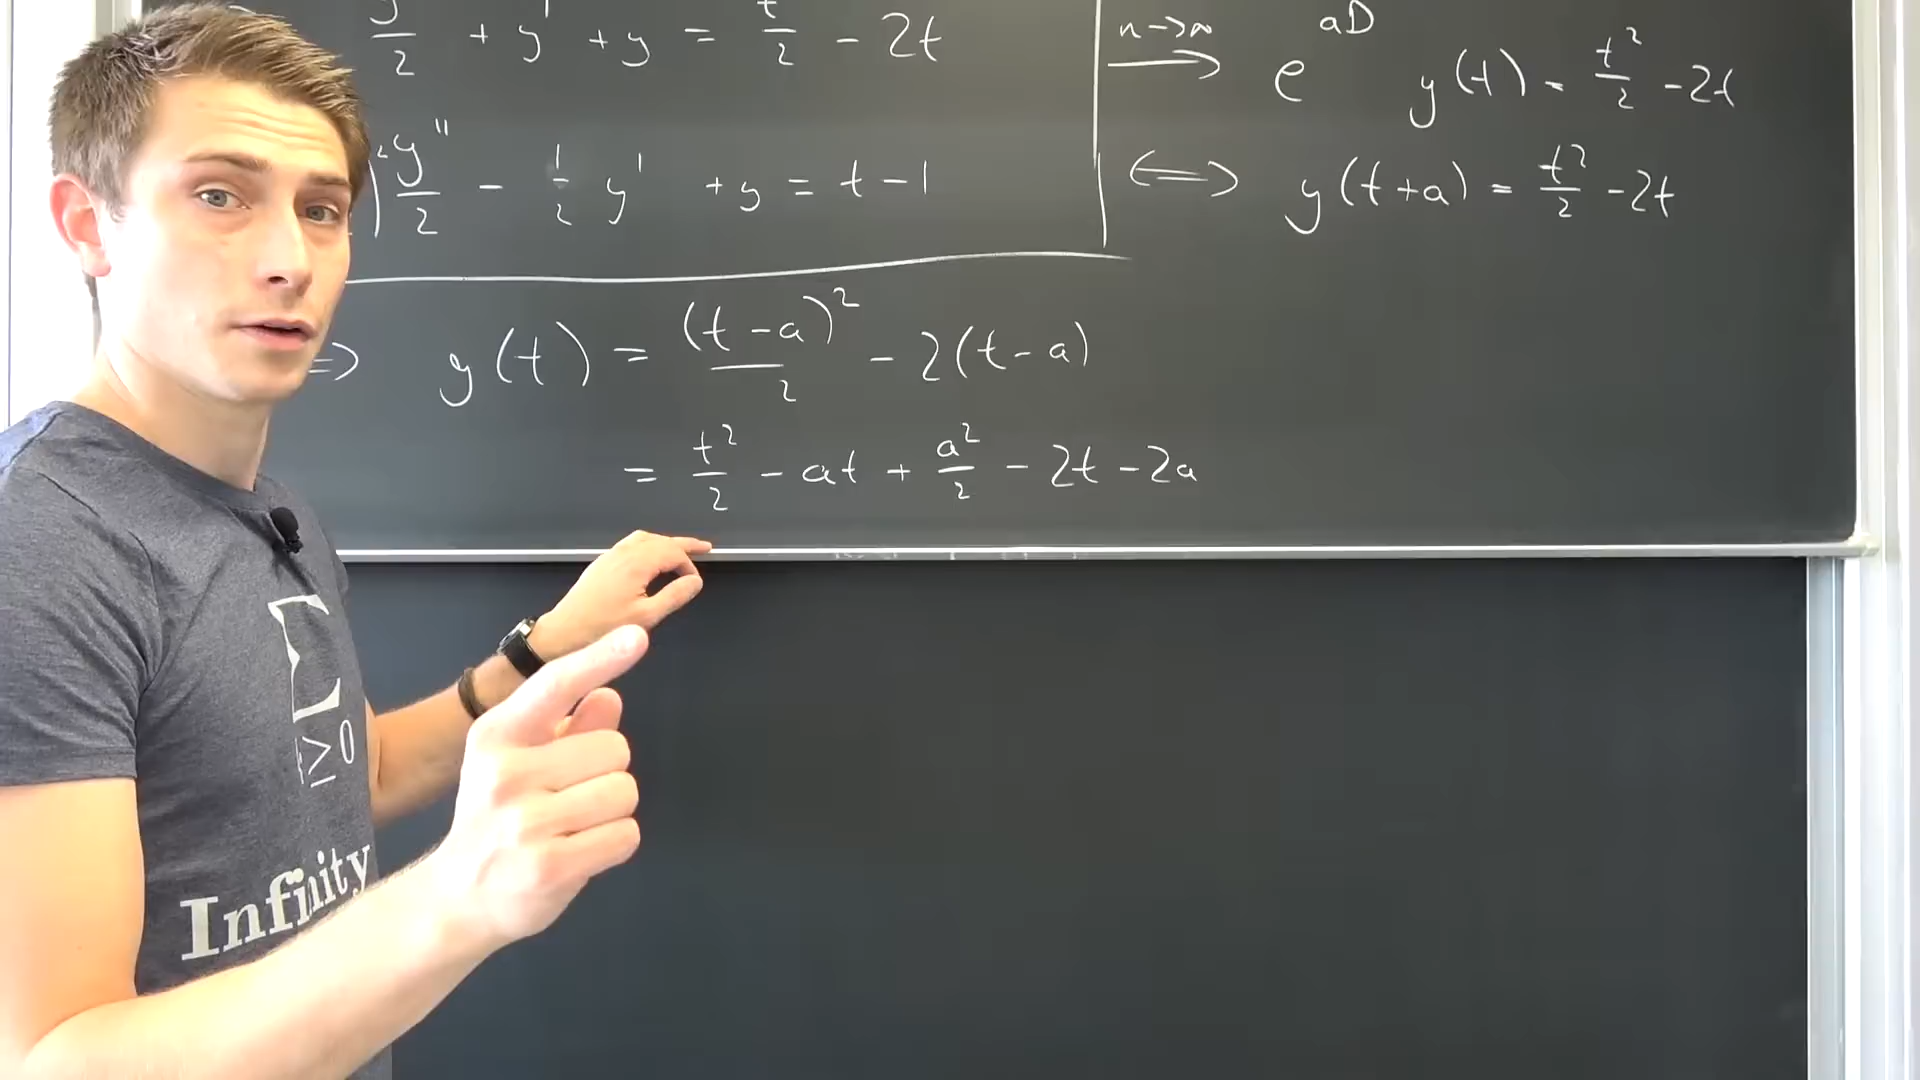 y/2 + y' + y = t/2 - 2t
y''/2 - 1/2 y' + y = t - 1
n->∞ e^{aD} y(t) = t²/2 - 2t
<=> y(t+a) = t²/2 - 2t
=> y(t) = (t-a)²/2 - 2(t-a)
= t²/2 - at + a²/2 - 2t - 2a
Σ
≥0
Infinity